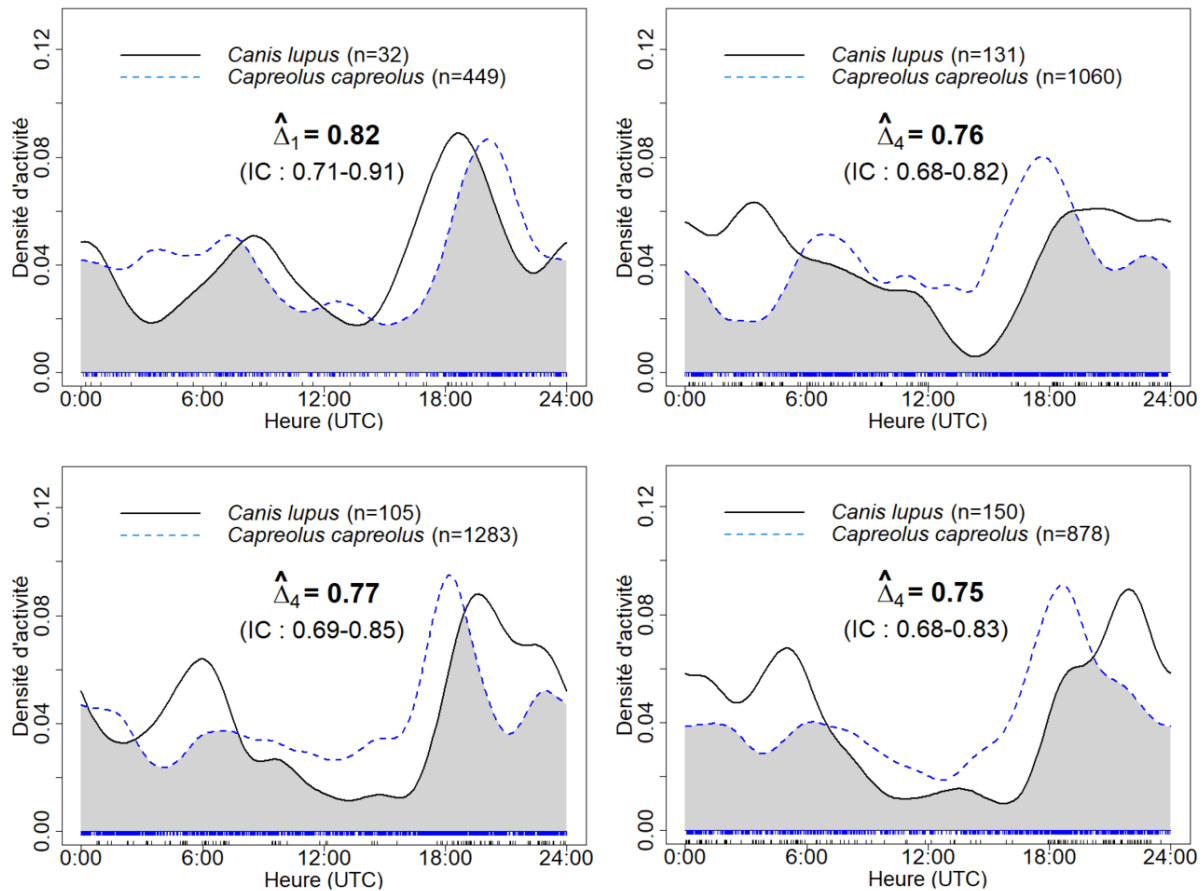 Canis lupus (n=32)
Capreolus capreolus (n=449)
Δ̂1 = 0.82
(IC : 0.71-0.91)
Densité d'activité
0.00 0.04 0.08 0.12
0:00 6:00 12:00 18:00 24:00
Heure (UTC)
Canis lupus (n=131)
Capreolus capreolus (n=1060)
Δ̂4 = 0.76
(IC : 0.68-0.82)
Densité d'activité
0.00 0.04 0.08 0.12
0:00 6:00 12:00 18:00 24:00
Heure (UTC)
Canis lupus (n=105)
Capreolus capreolus (n=1283)
Δ̂4 = 0.77
(IC : 0.69-0.85)
Densité d'activité
0.00 0.04 0.08 0.12
0:00 6:00 12:00 18:00 24:00
Heure (UTC)
Canis lupus (n=150)
Capreolus capreolus (n=878)
Δ̂4 = 0.75
(IC : 0.68-0.83)
Densité d'activité
0.00 0.04 0.08 0.12
0:00 6:00 12:00 18:00 24:00
Heure (UTC)